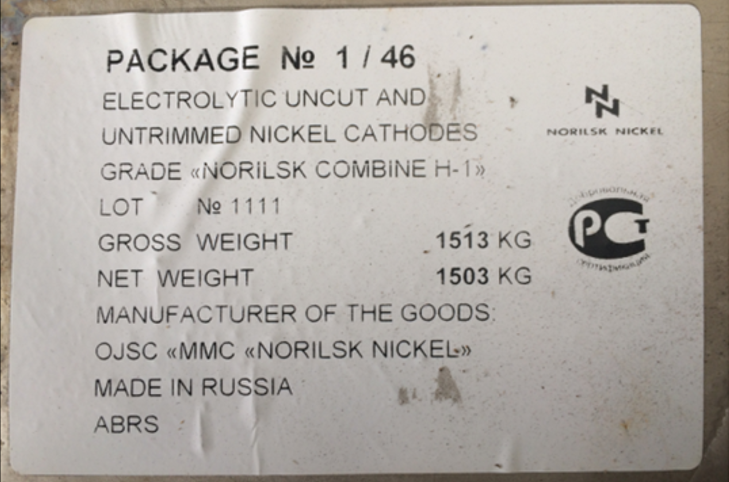 PACKAGE № 1 / 46
ELECTROLYTIC UNCUT AND
UNTRIMMED NICKEL CATHODES
GRADE «NORILSK COMBINE H-1»
LOT № 1111
GROSS WEIGHT 1513 KG
NET WEIGHT 1503 KG
MANUFACTURER OF THE GOODS:
OJSC «MMC «NORILSK NICKEL»»
MADE IN RUSSIA
ABRS
NORILSK NICKEL
ДОБРОВОЛЬНАЯ
РСТ
СЕРТИФИКАЦИЯ